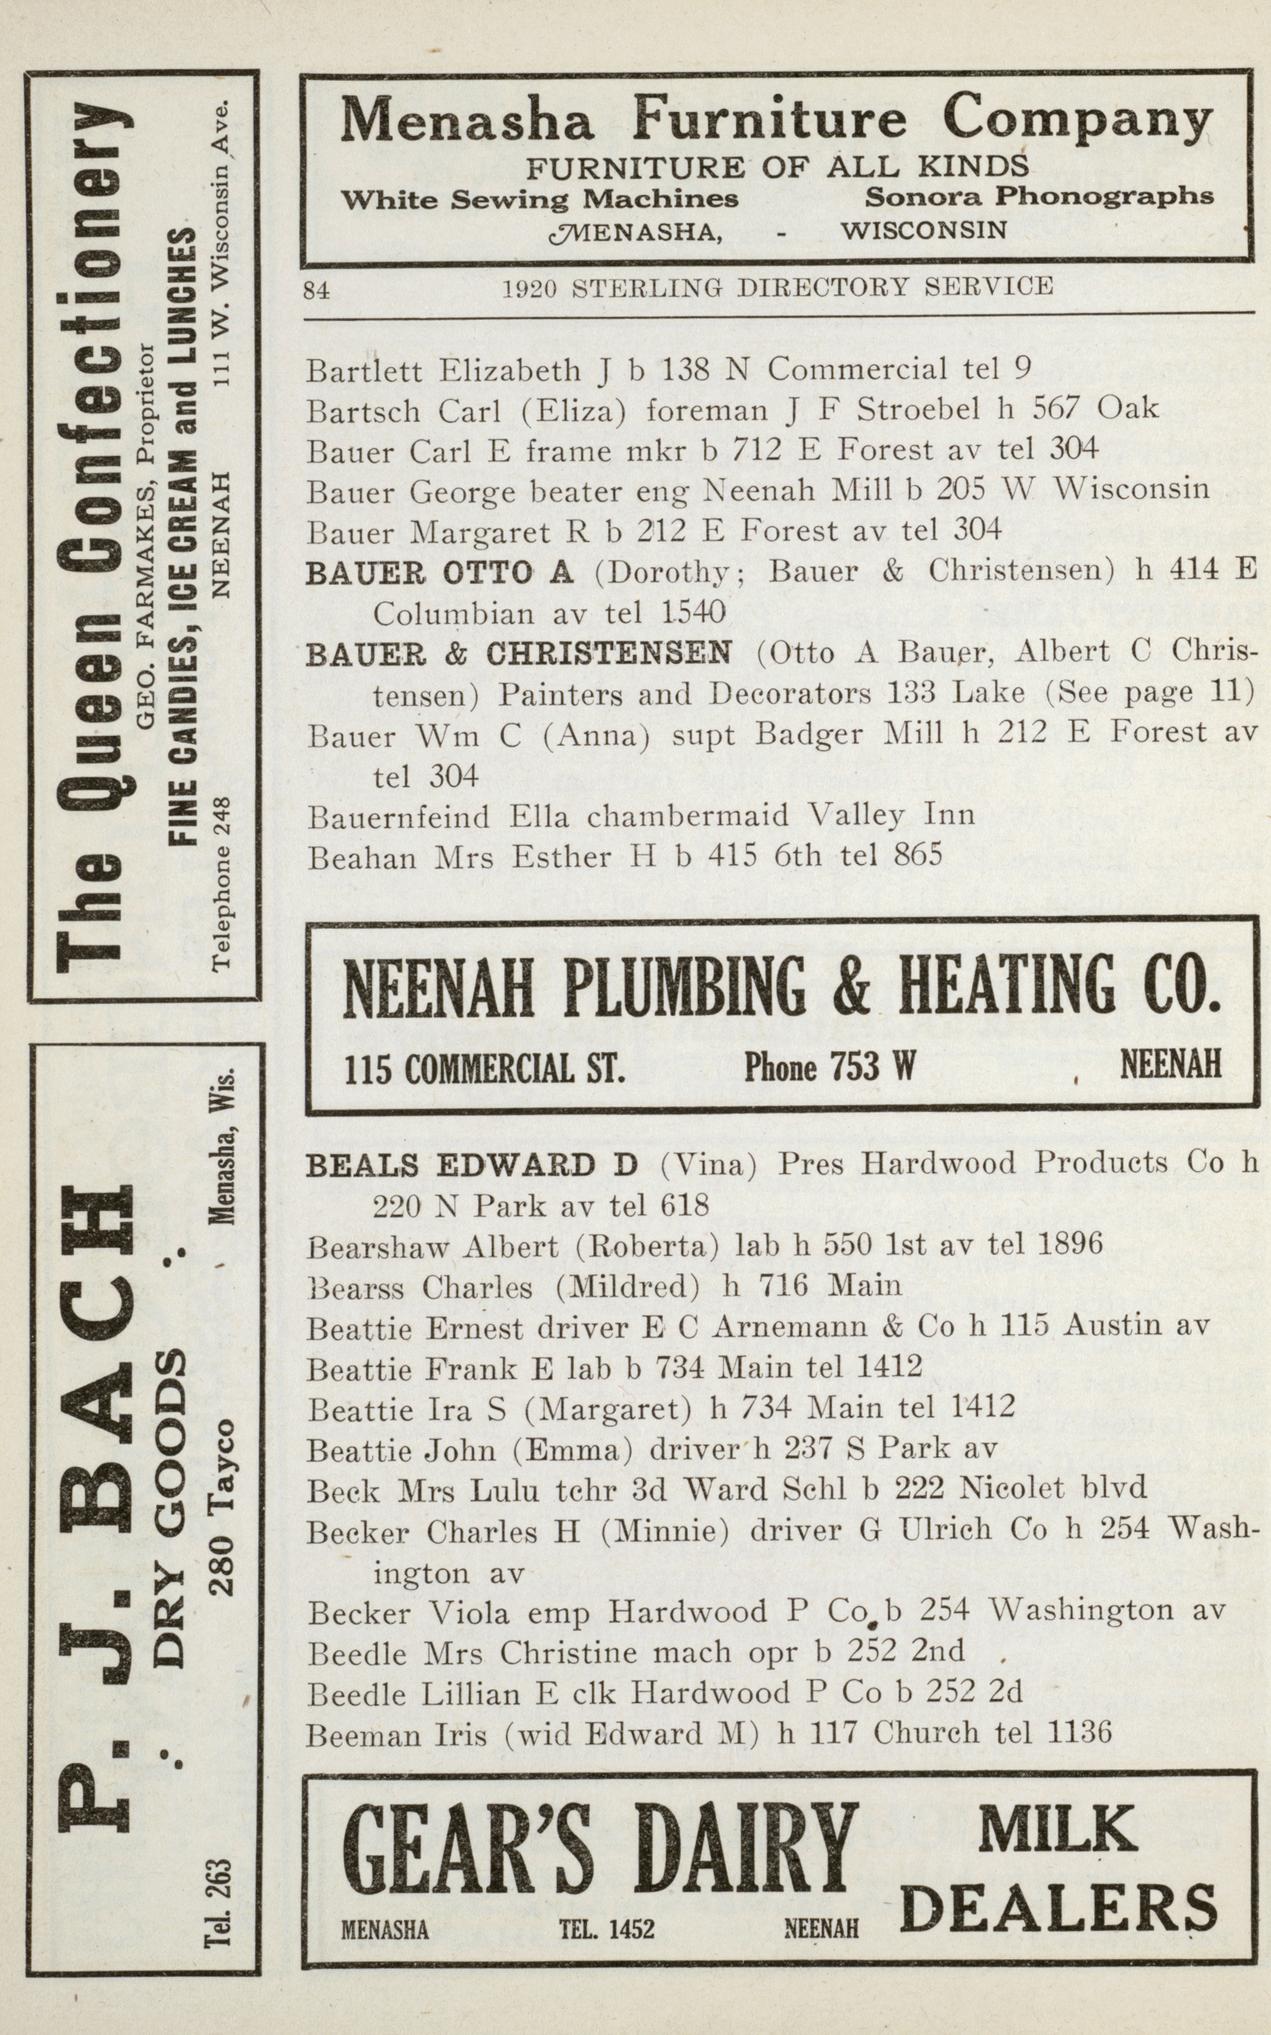 The Queen Confectionery
GEO. FARMAKES, Proprietor
FINE CANDIES, ICE CREAM and LUNCHES
Telephone 248 NEENAH 111 W. Wisconsin Ave.
P. J. BACH
DRY GOODS
Tel. 263 280 Tayco Menasha, Wis.
Menasha Furniture Company
FURNITURE OF ALL KINDS
White Sewing Machines Sonora Phonographs
MENASHA, - WISCONSIN
84 1920 STERLING DIRECTORY SERVICE
Bartlett Elizabeth J b 138 N Commercial tel 9
Bartsch Carl (Eliza) foreman J F Stroebel h 567 Oak
Bauer Carl E frame mkr b 712 E Forest av tel 304
Bauer George beater eng Neenah Mill b 205 W Wisconsin
Bauer Margaret R b 212 E Forest av tel 304
BAUER OTTO A (Dorothy; Bauer & Christensen) h 414 E
Columbian av tel 1540
BAUER & CHRISTENSEN (Otto A Bauer, Albert C Chris-
tensen) Painters and Decorators 133 Lake (See page 11)
Bauer Wm C (Anna) supt Badger Mill h 212 E Forest av
tel 304
Bauernfeind Ella chambermaid Valley Inn
Beahan Mrs Esther H b 415 6th tel 865
NEENAH PLUMBING & HEATING CO.
115 COMMERCIAL ST. Phone 753 W NEENAH
BEALS EDWARD D (Vina) Pres Hardwood Products Co h
220 N Park av tel 618
Bearshaw Albert (Roberta) lab h 550 1st av tel 1896
Bearss Charles (Mildred) h 716 Main
Beattie Ernest driver E C Arnemann & Co h 115 Austin av
Beattie Frank E lab b 734 Main tel 1412
Beattie Ira S (Margaret) h 734 Main tel 1412
Beattie John (Emma) driver h 237 S Park av
Beck Mrs Lulu tchr 3d Ward Schl b 222 Nicolet blvd
Becker Charles H (Minnie) driver G Ulrich Co h 254 Wash-
ington av
Becker Viola emp Hardwood P Co b 254 Washington av
Beedle Mrs Christine mach opr b 252 2nd
Beedle Lillian E clk Hardwood P Co b 252 2d
Beeman Iris (wid Edward M) h 117 Church tel 1136
GEAR'S DAIRY MILK
DEALERS
MENASHA TEL. 1452 NEENAH